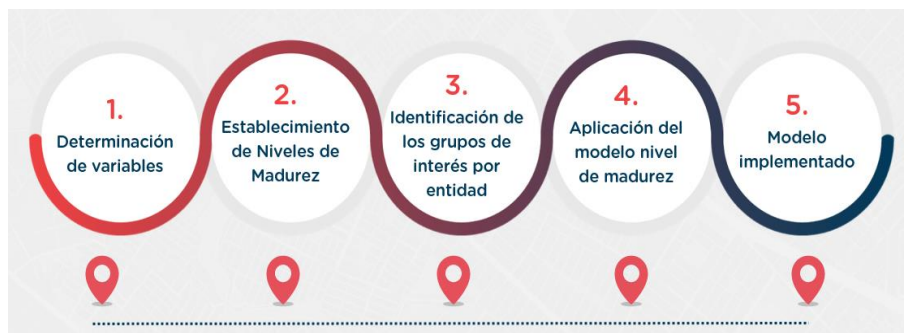 1.
Determinación
de variables
2.
Establecimiento
de Niveles de
Madurez
3.
Identificación de
los grupos de
interés por
entidad
4.
Aplicación del
modelo nivel
de madurez
5.
Modelo
implementado